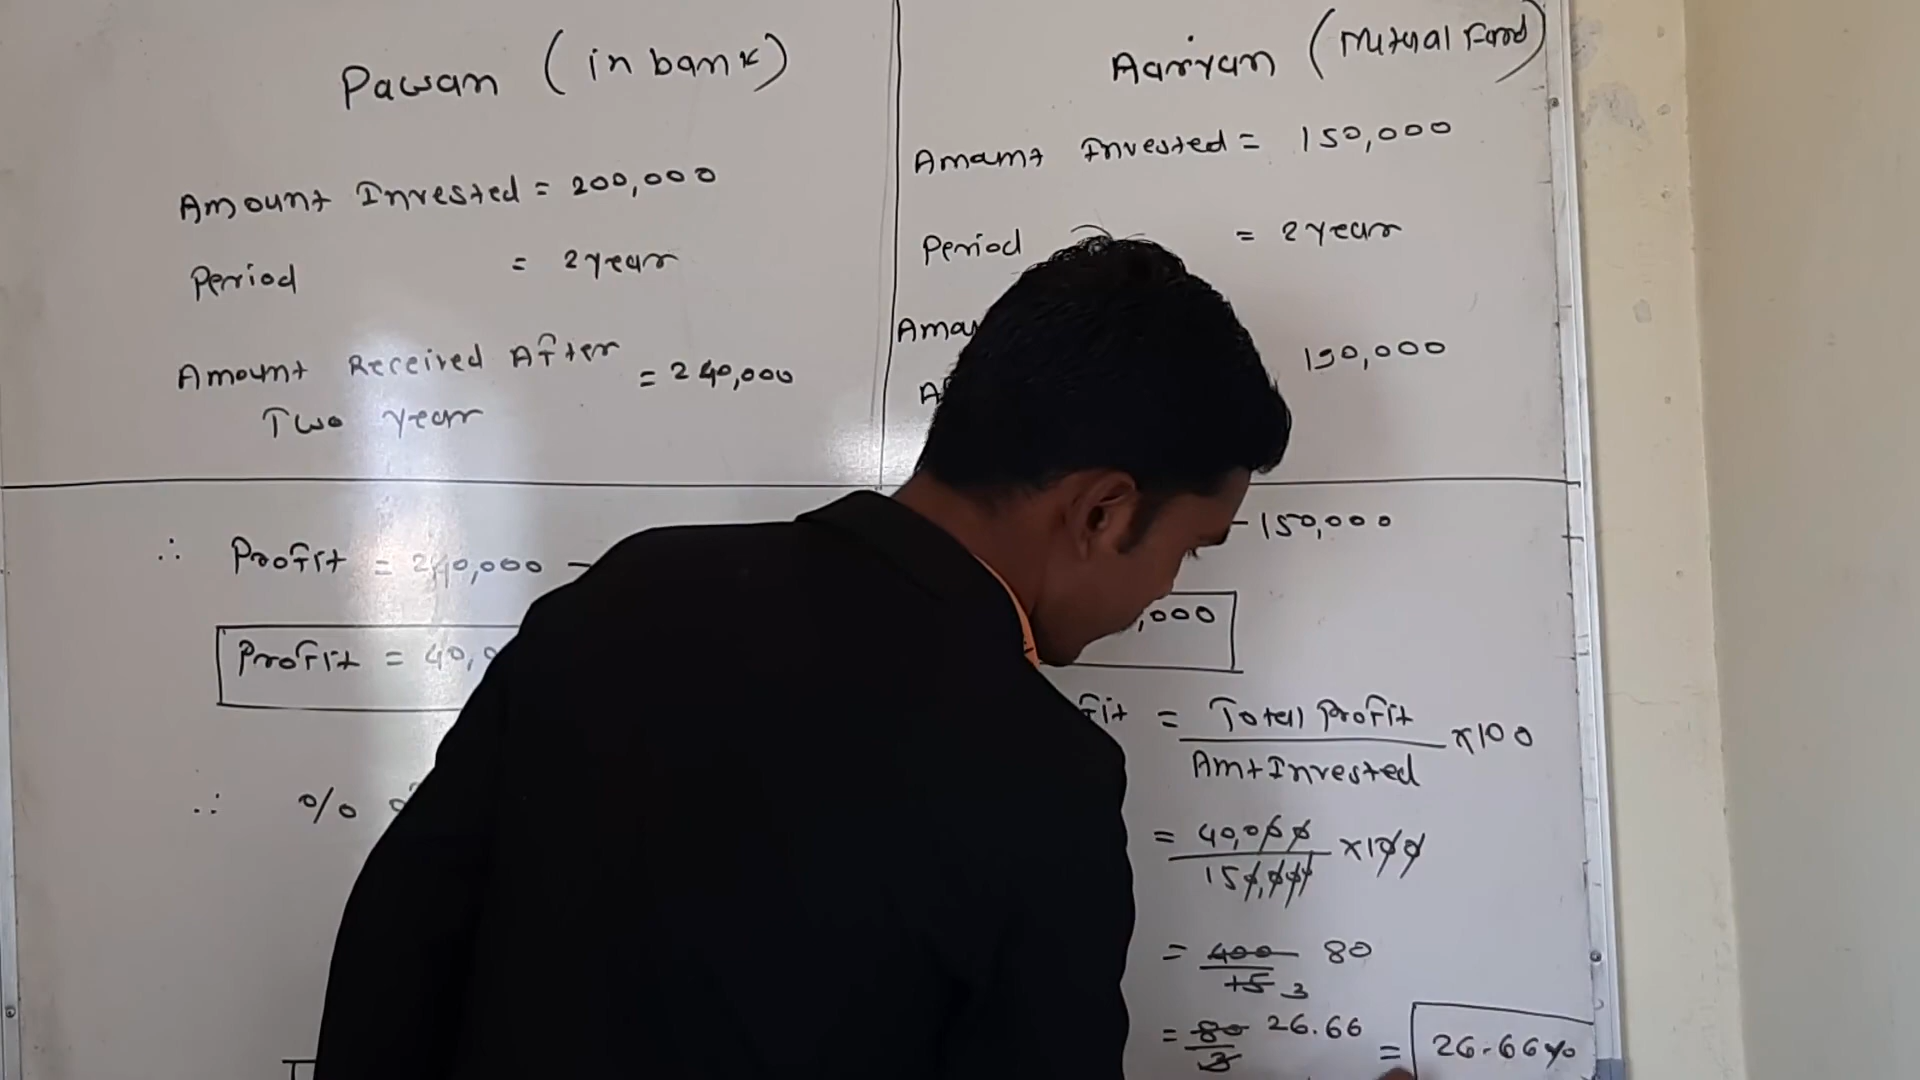 Pawan (in bank)
Amount Invested = 200,000
Period = 2 year
Amount Received After = 240,000
Two year
∴ Profit = 240,000 -
Profit = 40,0
∴ % o
Aariyan (Mutual Fund)
Amount Invested = 150,000
Period = 2 year
Amou
A 190,000
- 150,000
,000
fit = Total Profit × 100
Amt Invested
= 40,000 × 100
150,000
= 400 80
15 3
= 80 26.66
3
= 26.66%